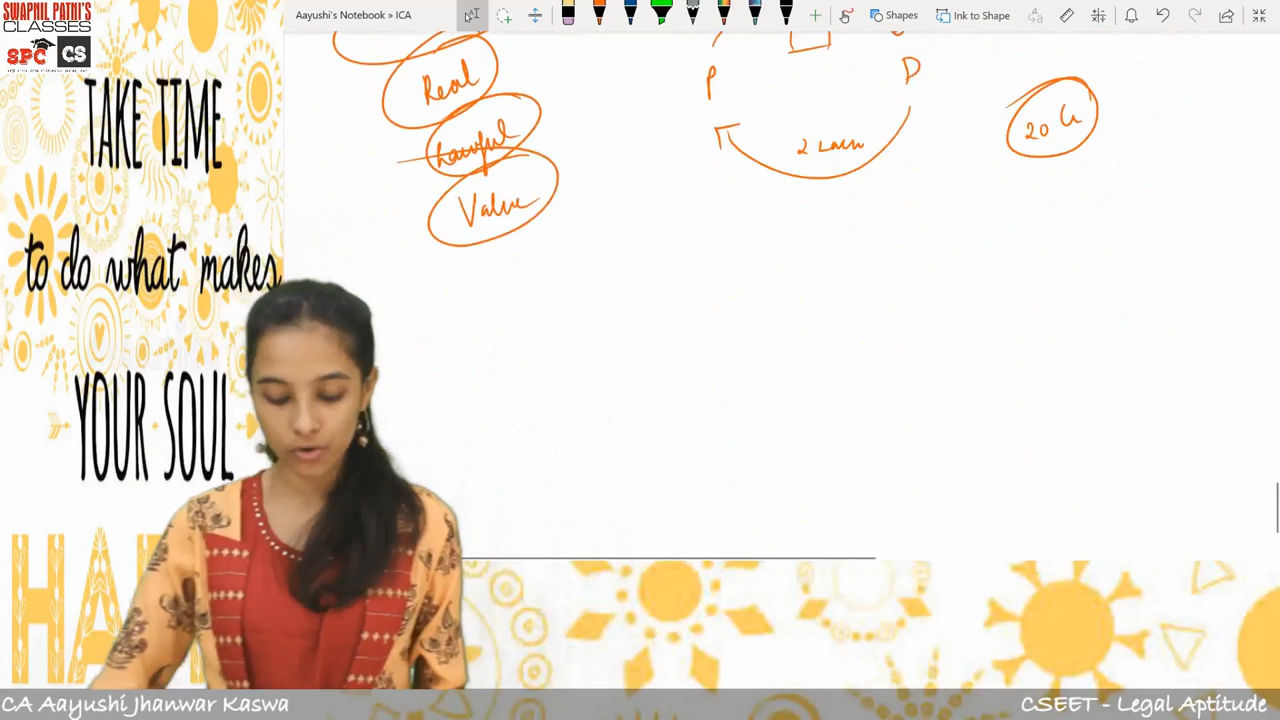 SWAPNIL PATNI'S
CLASSES
SPC CS
TAKE TIME
to do what makes
YOUR SOUL
HA
Aayushi's Notebook » ICA
Shapes
Ink to Shape
Real
Lawful
Value
P
D
2 Lacs
20
CA Aayushi Jhanwar Kaswa
CSEET - Legal Aptitude